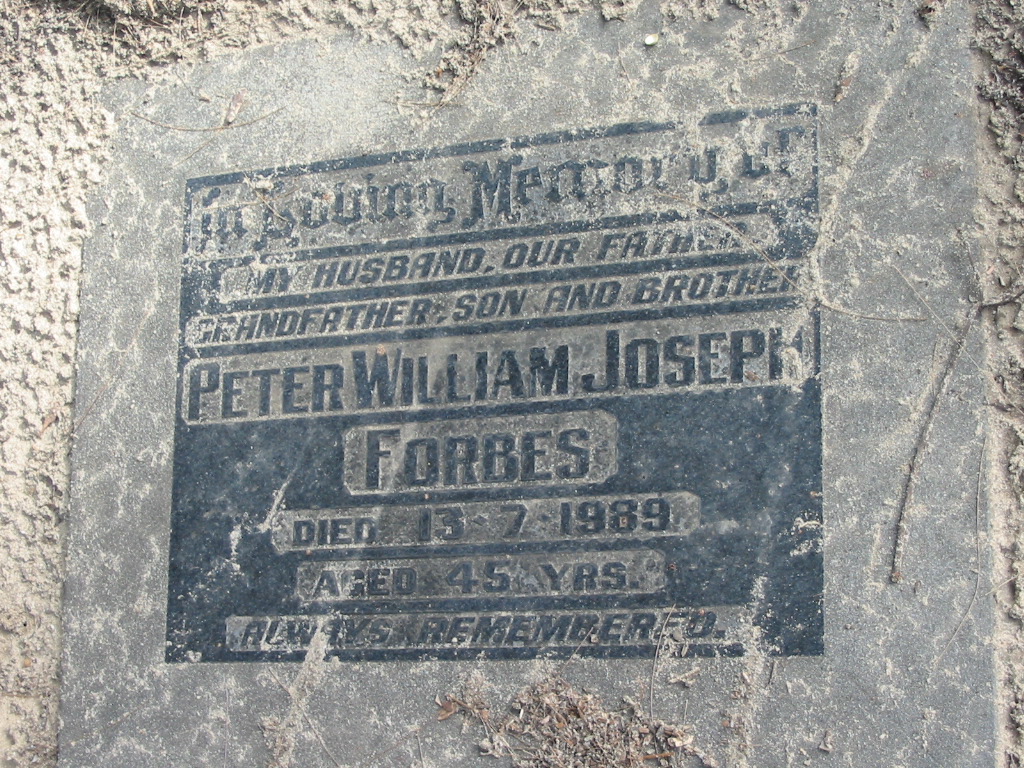 in Loving Memory of
MY HUSBAND, OUR FATHER
GRANDFATHER, SON AND BROTHER
PETER WILLIAM JOSEPH
FORBES
DIED 13-7-1989
AGED 45 YRS.
ALWAYS REMEMBERED.